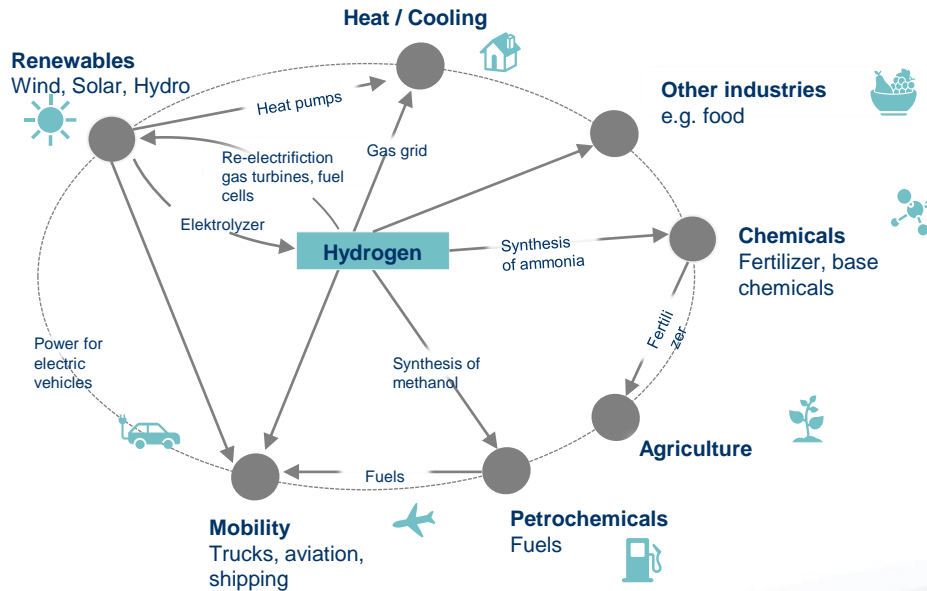 Heat / Cooling
Renewables
Wind, Solar, Hydro
Heat pumps
Other industries
e.g. food
Re-electrifiction
gas turbines, fuel
cells
Gas grid
Elektrolyzer
Hydrogen
Synthesis
of ammonia
Chemicals
Fertilizer, base
chemicals
Fertili
zer
Power for
electric
vehicles
Synthesis of
methanol
Agriculture
Fuels
Mobility
Trucks, aviation,
shipping
Petrochemicals
Fuels